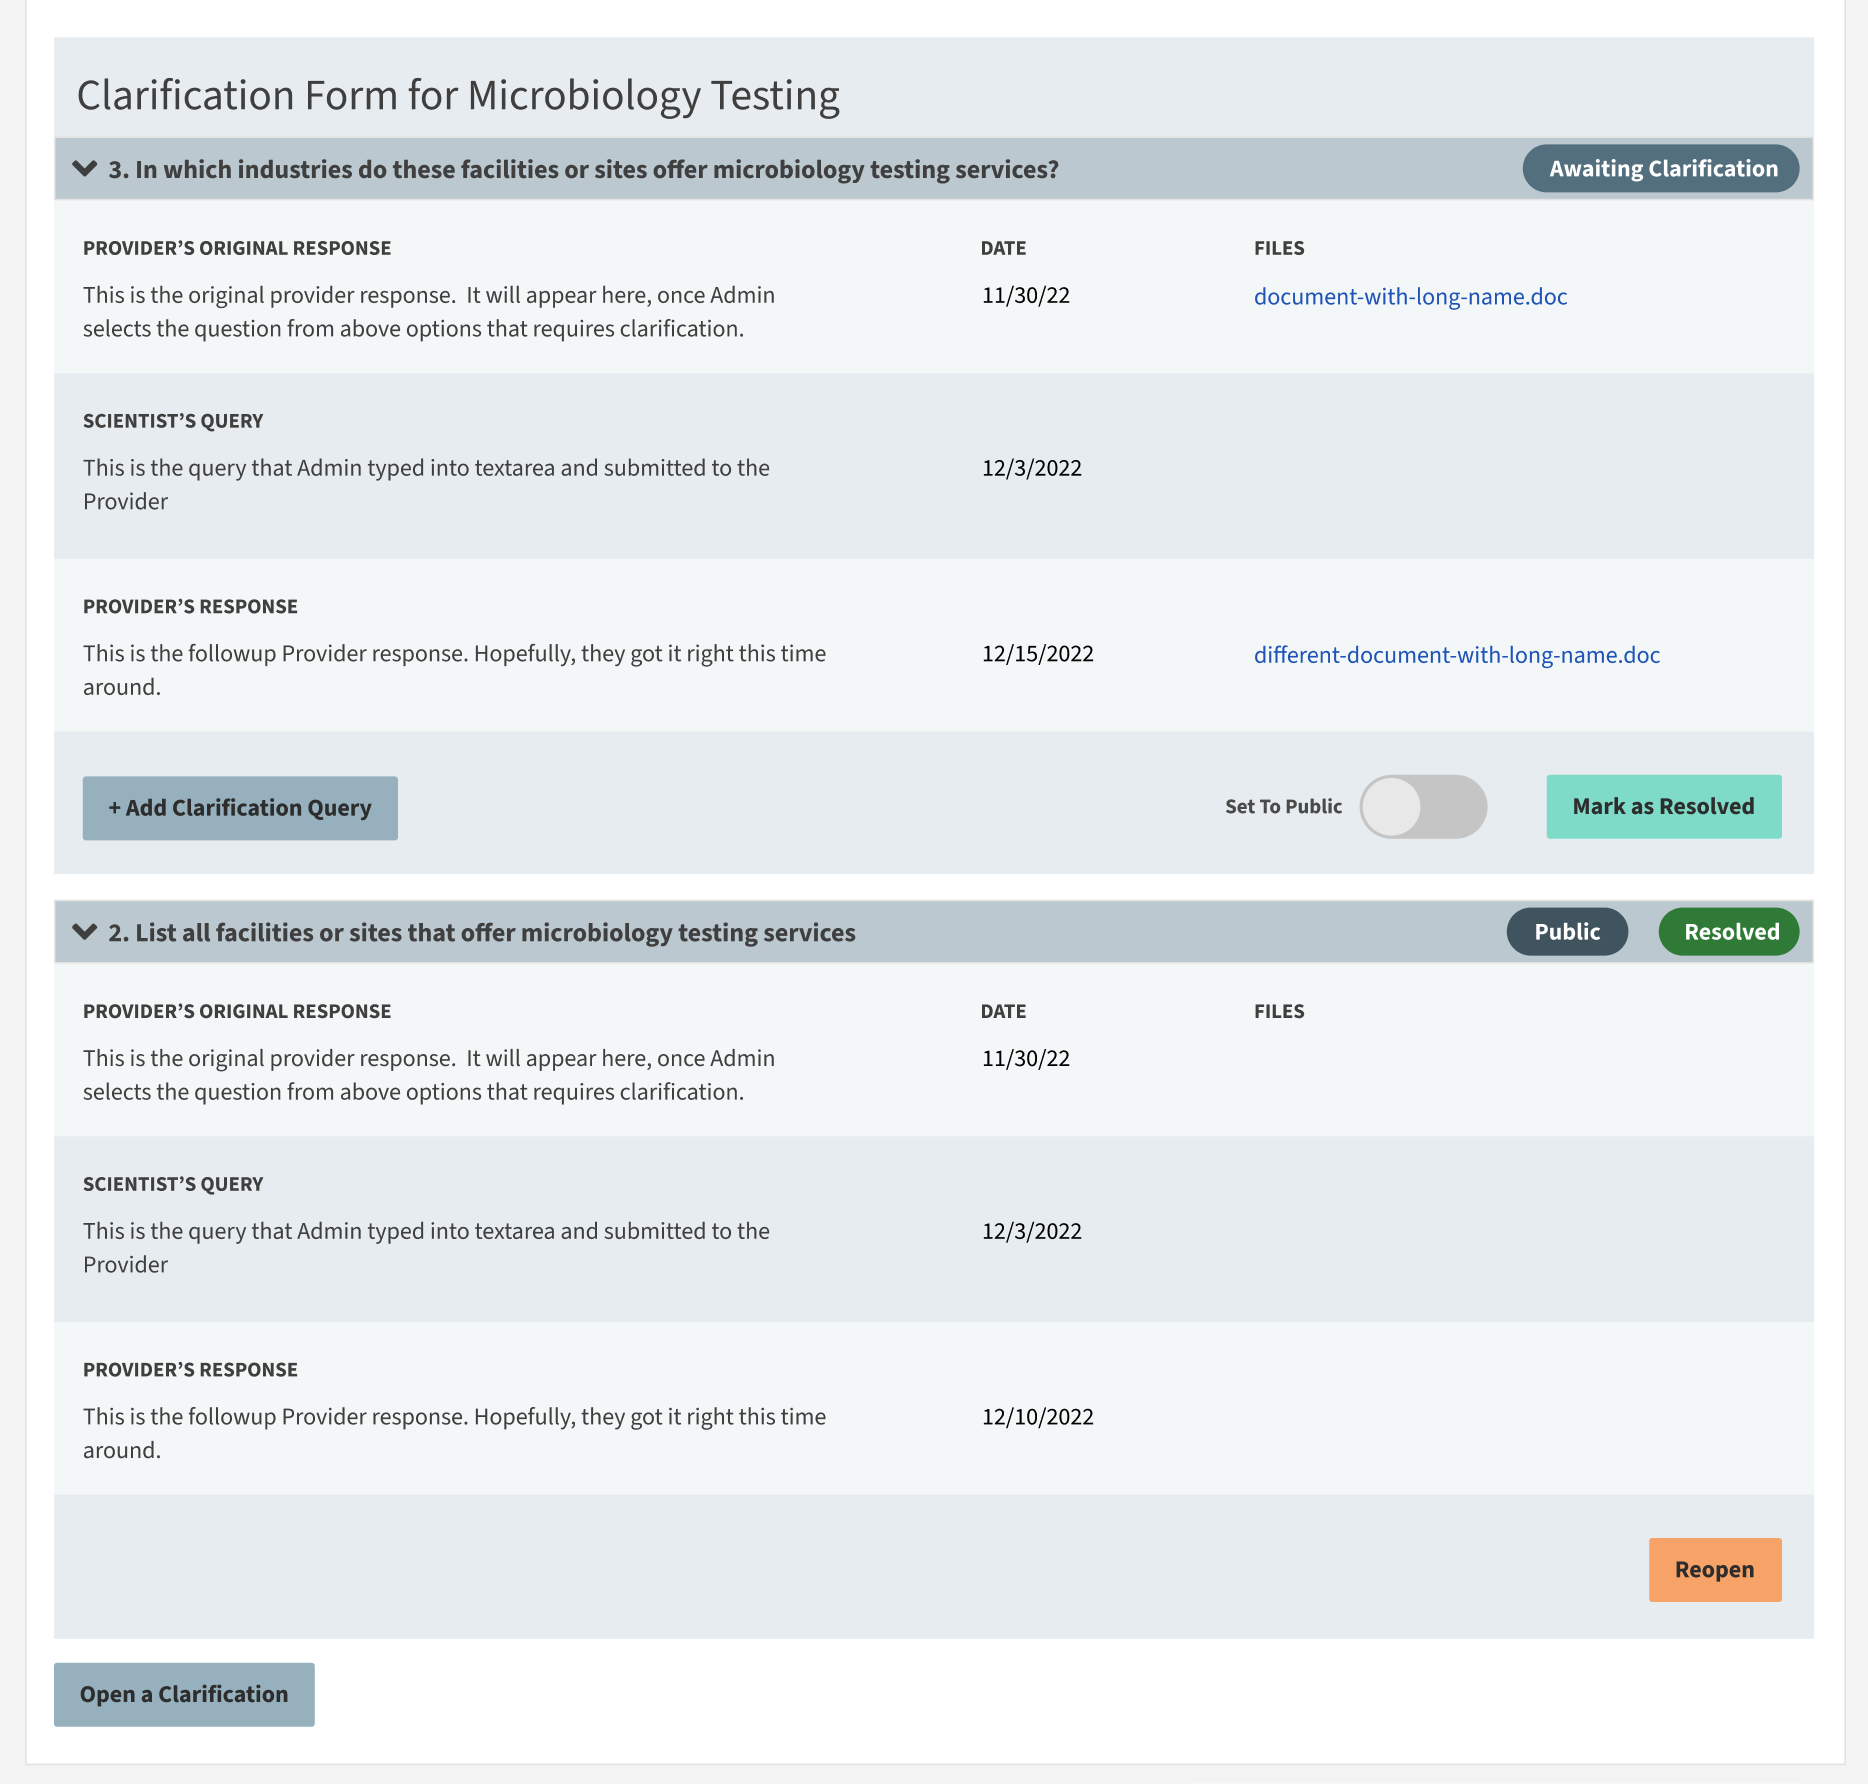 Clarification Form for Microbiology Testing
3. In which industries do these facilities or sites offer microbiology testing services?
Awaiting Clarification
PROVIDER’S ORIGINAL RESPONSE
DATE
FILES
This is the original provider response.  It will appear here, once Admin
selects the question from above options that requires clarification.
11/30/22
document-with-long-name.doc
SCIENTIST’S QUERY
This is the query that Admin typed into textarea and submitted to the
Provider
12/3/2022
PROVIDER’S RESPONSE
This is the followup Provider response. Hopefully, they got it right this time
around.
12/15/2022
different-document-with-long-name.doc
+ Add Clarification Query
Set To Public
Mark as Resolved
2. List all facilities or sites that offer microbiology testing services
Public
Resolved
PROVIDER’S ORIGINAL RESPONSE
DATE
FILES
This is the original provider response.  It will appear here, once Admin
selects the question from above options that requires clarification.
11/30/22
SCIENTIST’S QUERY
This is the query that Admin typed into textarea and submitted to the
Provider
12/3/2022
PROVIDER’S RESPONSE
This is the followup Provider response. Hopefully, they got it right this time
around.
12/10/2022
Reopen
Open a Clarification